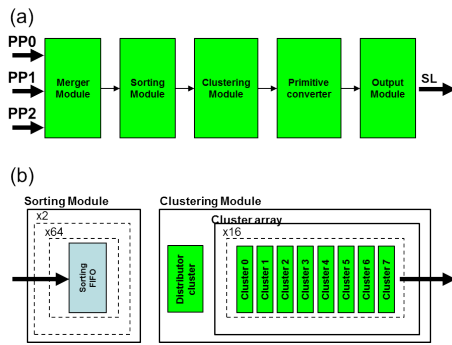 (a)
PP0
PP1
PP2
Merger
Module
Sorting
Module
Clustering
Module
Primitive
converter
Output
Module
SL
(b)
Sorting Module
x2
x64
Sorting
FIFO
Clustering Module
Distributor
cluster
Cluster array
x16
Cluster 0
Cluster 1
Cluster 2
Cluster 3
Cluster 4
Cluster 5
Cluster 6
Cluster 7